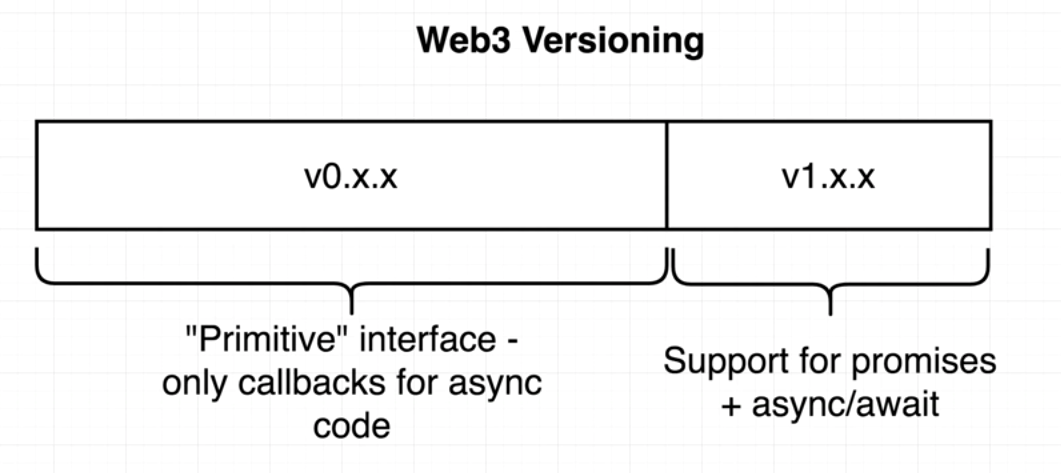 Web3 Versioning
v0.x.x
v1.x.x
"Primitive" interface -
only callbacks for async
code
Support for promises
+ async/await